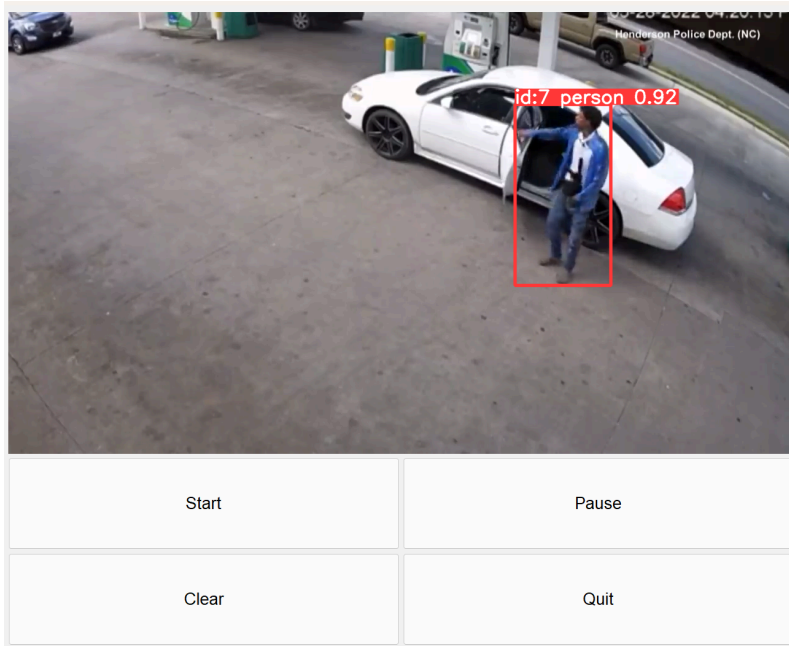 Henderson Police Dept. (NC)
id:7 person 0.92
Start
Pause
Clear
Quit